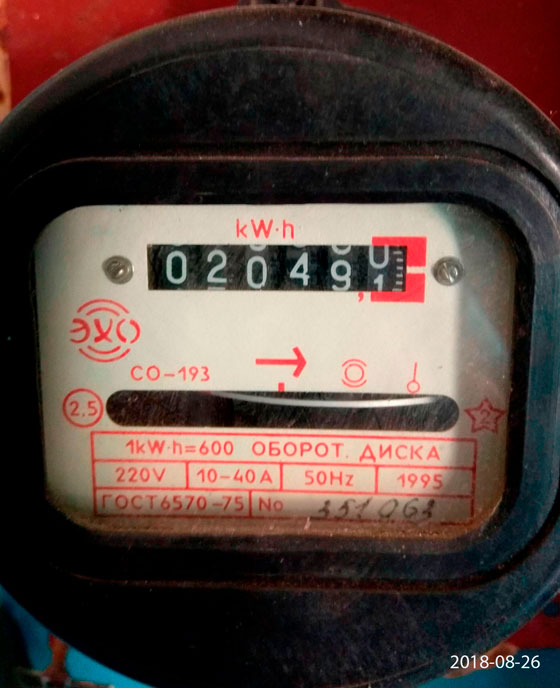 kW·h
02049,
ЭХО
СО-193
2.5
1kW·h=600 ОБОРОТ. ДИСКА
220V 10-40A 50Hz 1995
ГОСТ6570-75 No 351063
2018-08-26